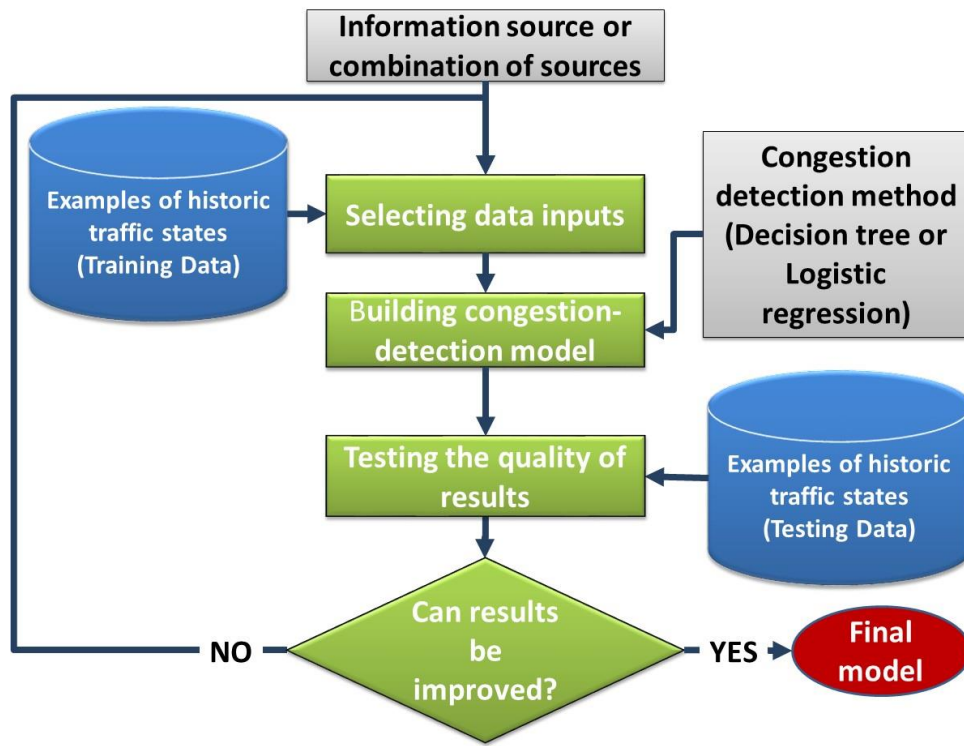 Information source or
combination of sources
Examples of historic
traffic states
(Training Data)
Selecting data inputs
Congestion
detection method
(Decision tree or
Logistic
regression)
Building congestion-
detection model
Testing the quality of
results
Examples of historic
traffic states
(Testing Data)
Can results
be
improved?
NO
YES
Final
model